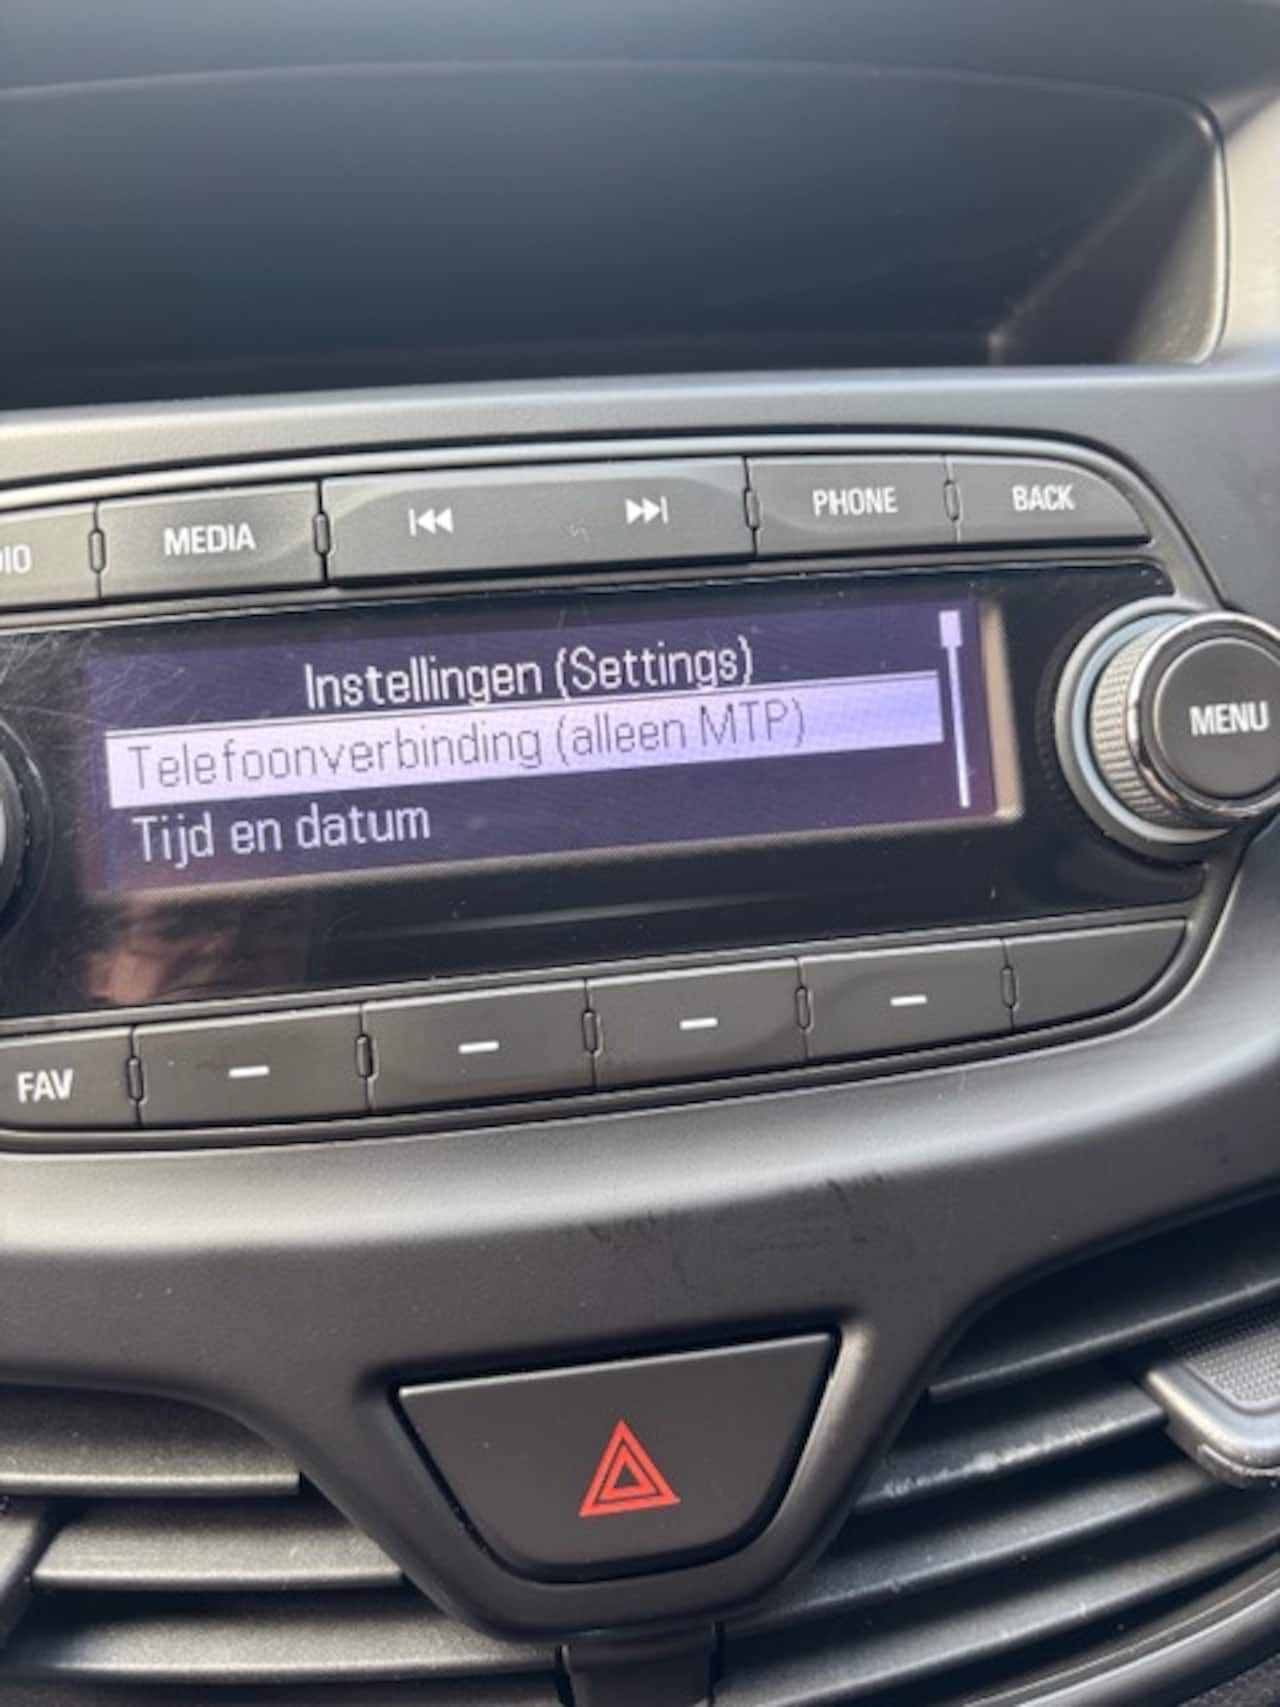 MEDIA
PHONE
BACK
Instellingen (Settings)
Telefoonverbinding (alleen MTP)
Tijd en datum
MENU
FAV